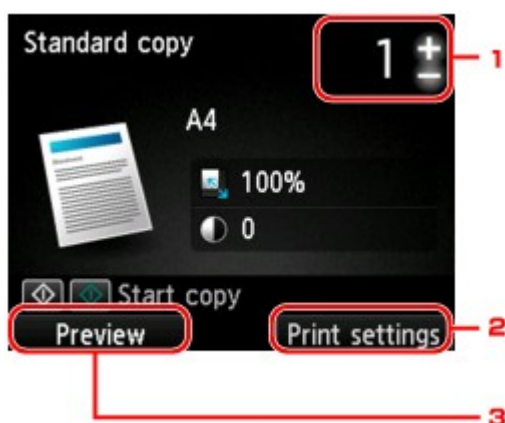 Standard copy
1 + −
1
A4
100%
0
Start copy
Preview
Print settings
2
3